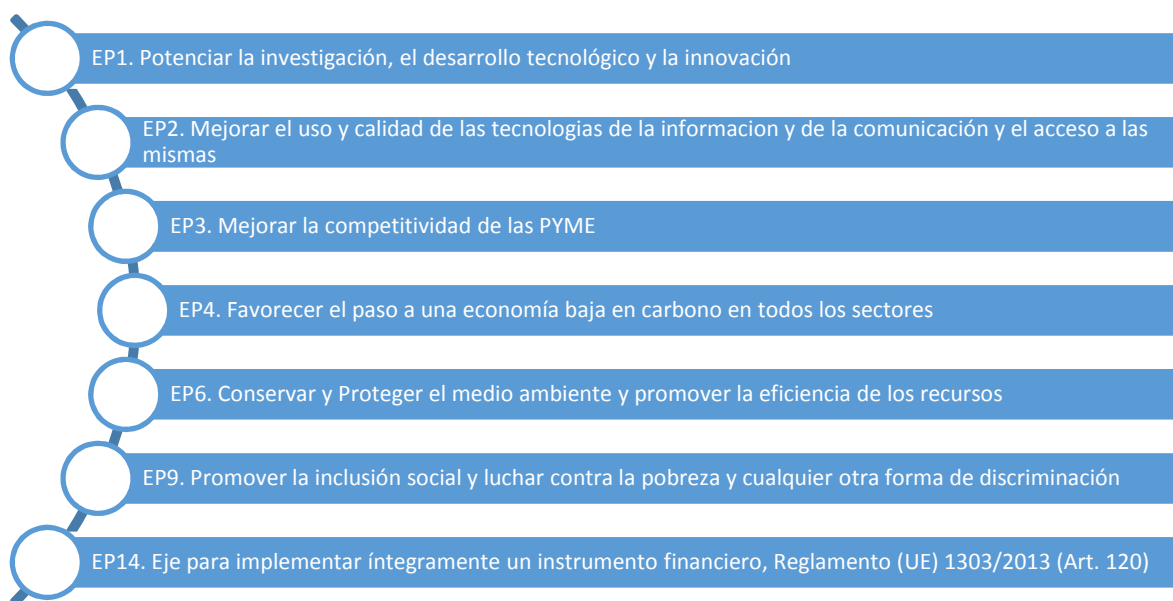 EP1. Potenciar la investigación, el desarrollo tecnológico y la innovación
EP2. Mejorar el uso y calidad de las tecnologias de la informacion y de la comunicación y el acceso a las
mismas
EP3. Mejorar la competitividad de las PYME
EP4. Favorecer el paso a una economía baja en carbono en todos los sectores
EP6. Conservar y Proteger el medio ambiente y promover la eficiencia de los recursos
EP9. Promover la inclusión social y luchar contra la pobreza y cualquier otra forma de discriminación
EP14. Eje para implementar íntegramente un instrumento financiero, Reglamento (UE) 1303/2013 (Art. 120)